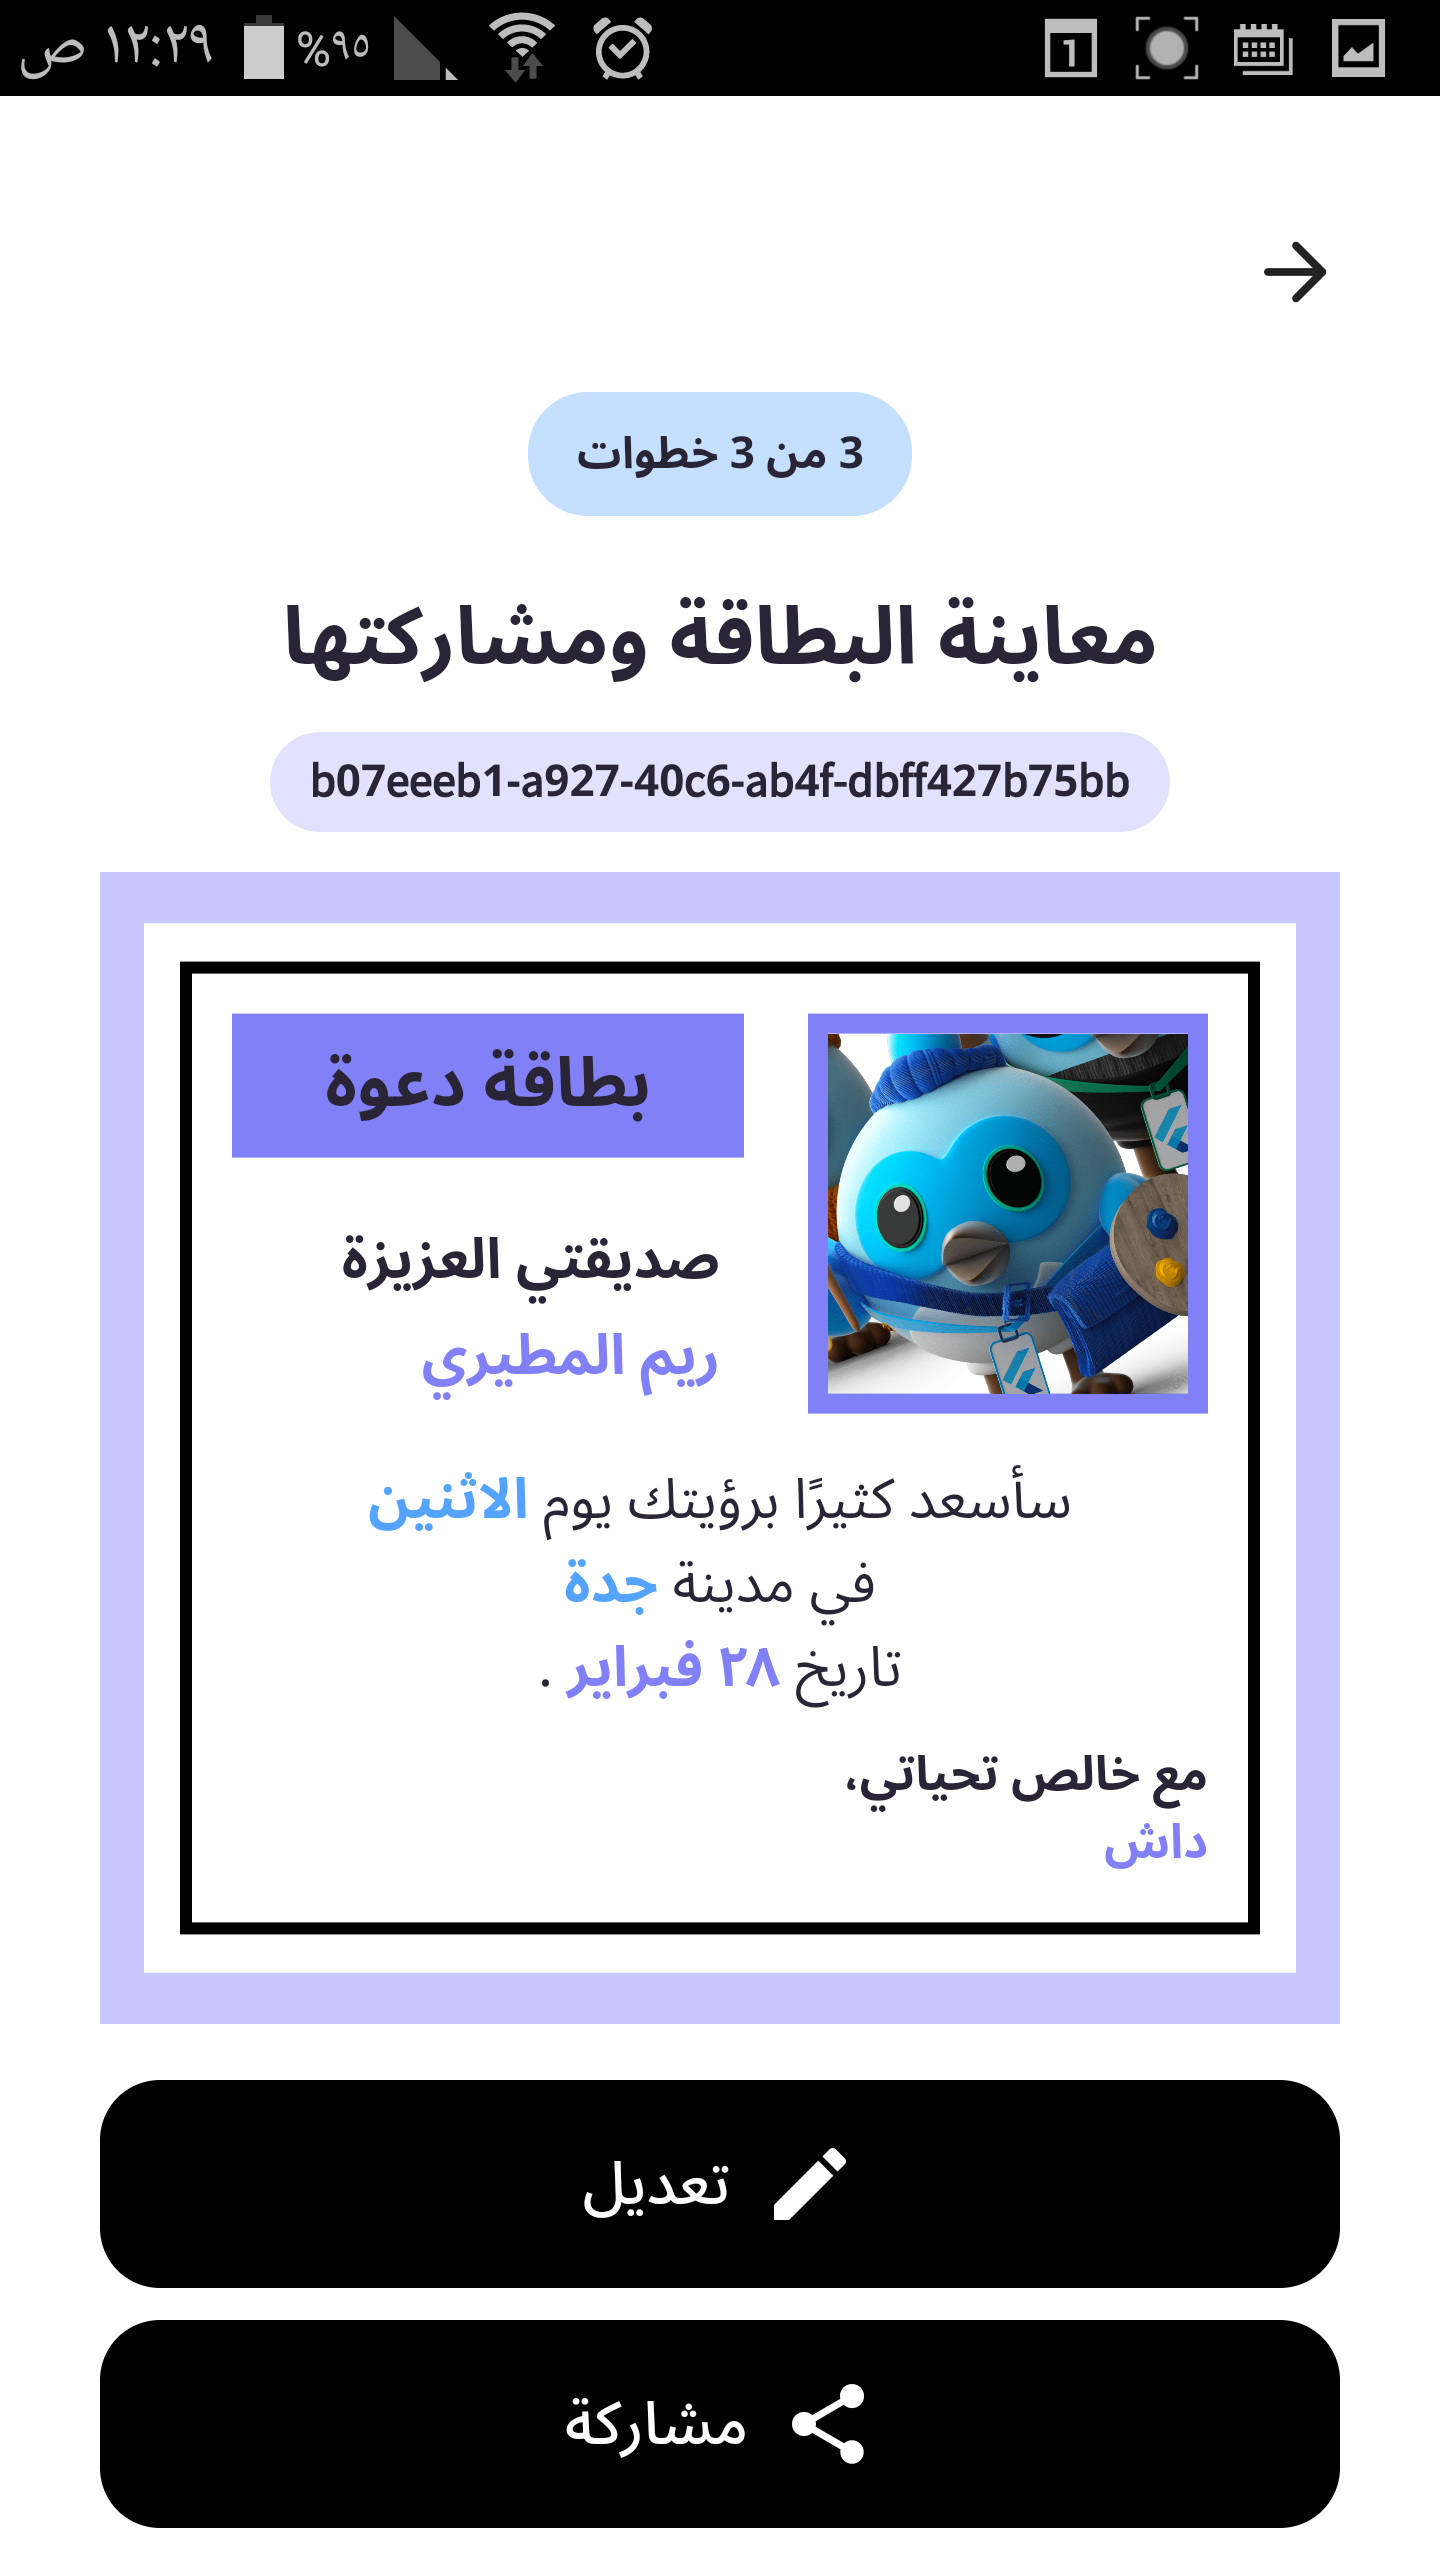 ١٢:٢٩ ص
%٩٥
1
3 من 3 خطوات
معاينة البطاقة ومشاركتها
b07eeeb1-a927-40c6-ab4f-dbff427b75bb
بطاقة دعوة
صديقتي العزيزة
ريم المطيري
سأسعد كثيرًا برؤيتك يوم الاثنين
في مدينة جدة
تاريخ ٢٨ فبراير .
مع خالص تحياتي،
داش
تعديل
مشاركة